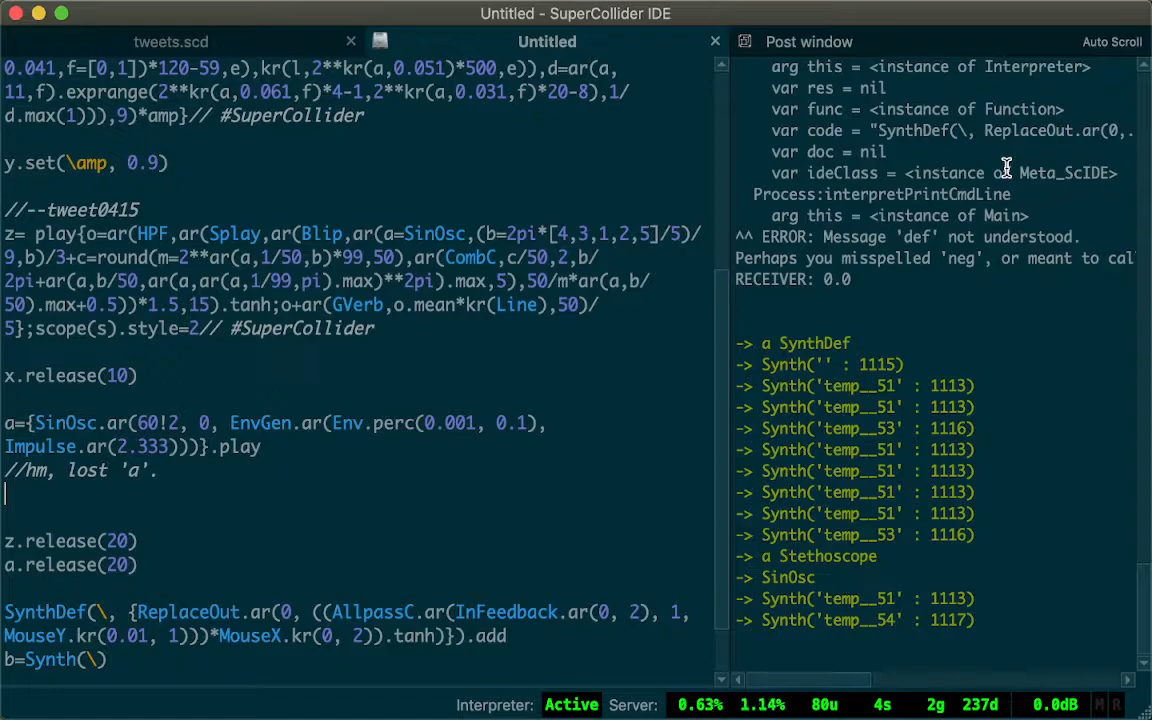 Untitled - SuperCollider IDE
tweets.scd
Untitled
Post window
Auto Scroll
0.041,f=[0,1])*120-59,e),kr(l,2**kr(a,0.051)*500,e)),d=ar(a,
11,f).exprange(2**kr(a,0.061,f)*4-1,2**kr(a,0.031,f)*20-8),1/
d.max(1))),9)*amp}// #SuperCollider
y.set(\amp, 0.9)
//--tweet0415
z= play{o=ar(HPF,ar(Splay,ar(Blip,ar(a=SinOsc,(b=2pi*[4,3,1,2,5]/5)/
9,b)/3+c=round(m=2**ar(a,1/50,b)*99,50),ar(CombC,c/50,2,b/
2pi+ar(a,b/50,ar(a,ar(a,1/99,pi).max)**2pi).max,5),50/m*ar(a,b/
50).max+0.5))*1.5,15).tanh;o+ar(GVerb,o.mean*kr(Line),50)/
5};scope(s).style=2// #SuperCollider
x.release(10)
a={SinOsc.ar(60!2, 0, EnvGen.ar(Env.perc(0.001, 0.1),
Impulse.ar(2.333)))}.play
//hm, lost 'a'.
z.release(20)
a.release(20)
SynthDef(\, {ReplaceOut.ar(0, ((AllpassC.ar(InFeedback.ar(0, 2), 1,
MouseY.kr(0.01, 1)))*MouseX.kr(0, 2)).tanh)}).add
b=Synth(\)
arg this = <instance of Interpreter>
var res = nil
var func = <instance of Function>
var code = "SynthDef(\, ReplaceOut.ar(0,.
var doc = nil
var ideClass = <instance of Meta_ScIDE>
Process:interpretPrintCmdLine
arg this = <instance of Main>
^^ ERROR: Message 'def' not understood.
Perhaps you misspelled 'neg', or meant to cal
RECEIVER: 0.0
-> a SynthDef
-> Synth('' : 1115)
-> Synth('temp__51' : 1113)
-> Synth('temp__51' : 1113)
-> Synth('temp__53' : 1116)
-> Synth('temp__51' : 1113)
-> Synth('temp__51' : 1113)
-> Synth('temp__51' : 1113)
-> Synth('temp__51' : 1113)
-> Synth('temp__53' : 1116)
-> a Stethoscope
-> SinOsc
-> Synth('temp__51' : 1113)
-> Synth('temp__54' : 1117)
Interpreter: Active Server: 0.63% 1.14% 80u 4s 2g 237d 0.0dB M R